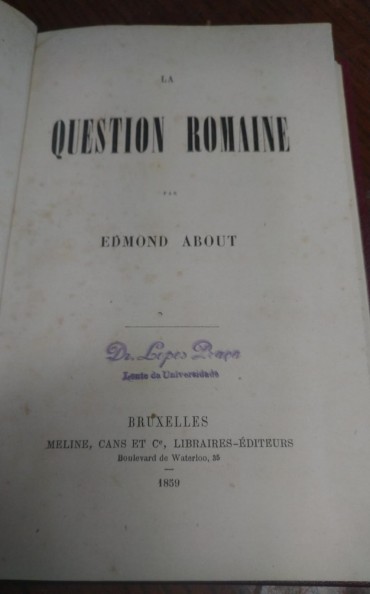 LA
QUESTION ROMAINE
PAR
EDMOND ABOUT
Dr. Lopes Praça
Lente da Universidade
BRUXELLES
MELINE, CANS ET Cº, LIBRAIRES-ÉDITEURS
Boulevard de Waterloo, 35
1859